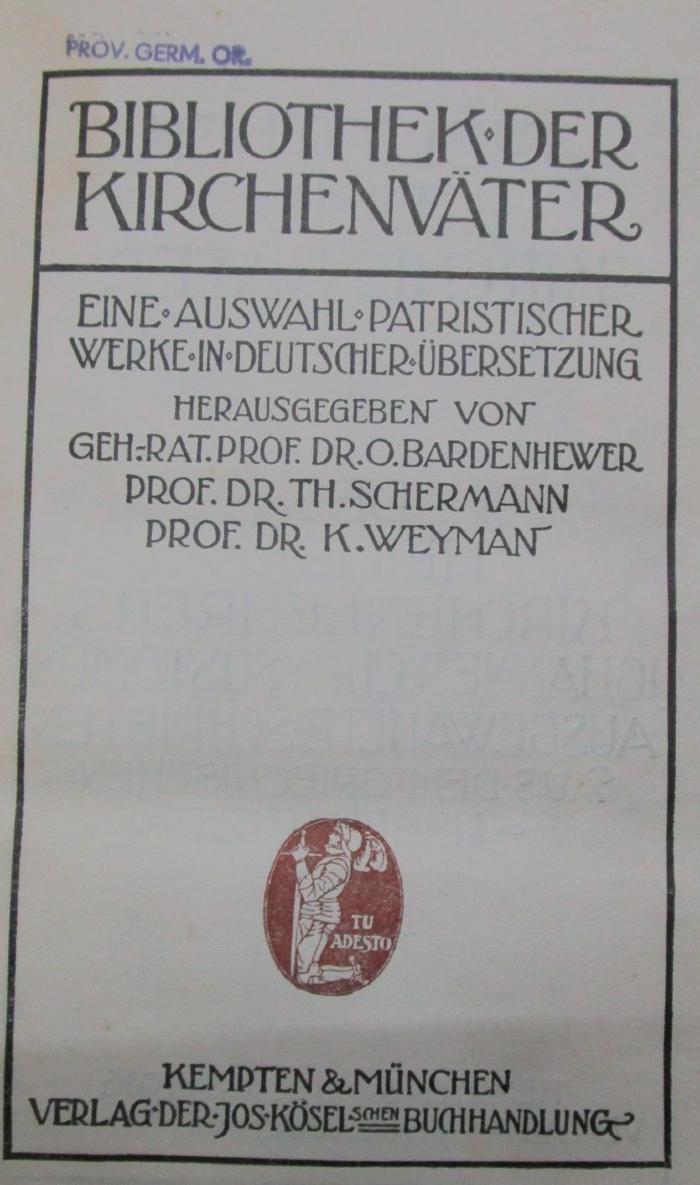 PROV. GERM. OR.
BIBLIOTHEK·DER
KIRCHENVÄTER
EINE·AUSWAHL·PATRISTISCHER
WERKE·IN·DEUTSCHER·ÜBERSETZUNG
HERAUSGEGEBEN VON
GEH.-RAT. PROF. DR. O. BARDENHEWER
PROF. DR. TH. SCHERMANN
PROF. DR. K. WEYMAN
TU
ADESTO
KEMPTEN & MÜNCHEN
VERLAG·DER·JOS·KÖSEL·SCHEN BUCHHANDLUNG